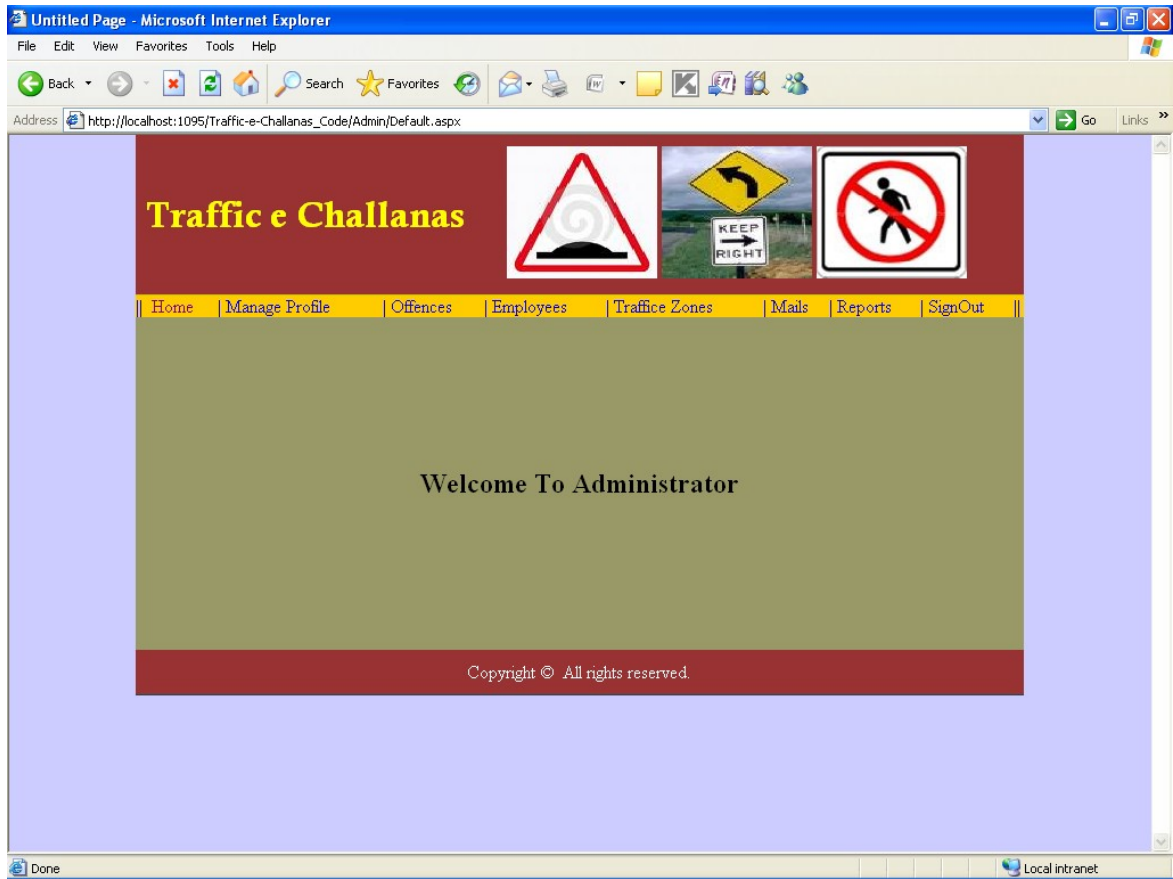 Untitled Page - Microsoft Internet Explorer
File Edit View Favorites Tools Help
Back Search Favorites
Address http://localhost:1095/Traffic-e-Challanas_Code/Admin/Default.aspx Go Links »
Traffic e Challanas
KEEP
RIGHT
|| Home | Manage Profile | Offences | Employees | Traffice Zones | Mails | Reports | SignOut ||
Welcome To Administrator
Copyright © All rights reserved.
Done Local intranet